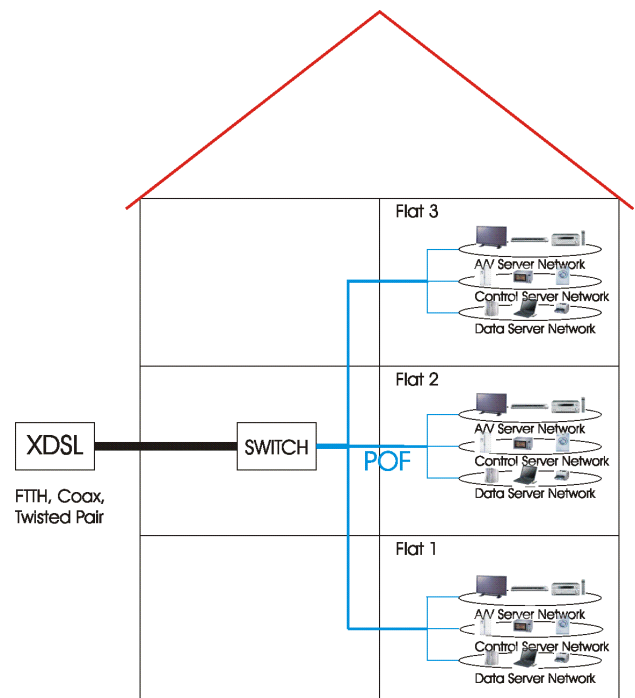 Flat 3
A/V Server Network
Control Server Network
Data Server Network
Flat 2
XDSL
SWITCH
POF
A/V Server Network
Control Server Network
Data Server Network
FTTH, Coax,
Twisted Pair
Flat 1
A/V Server Network
Control Server Network
Data Server Network